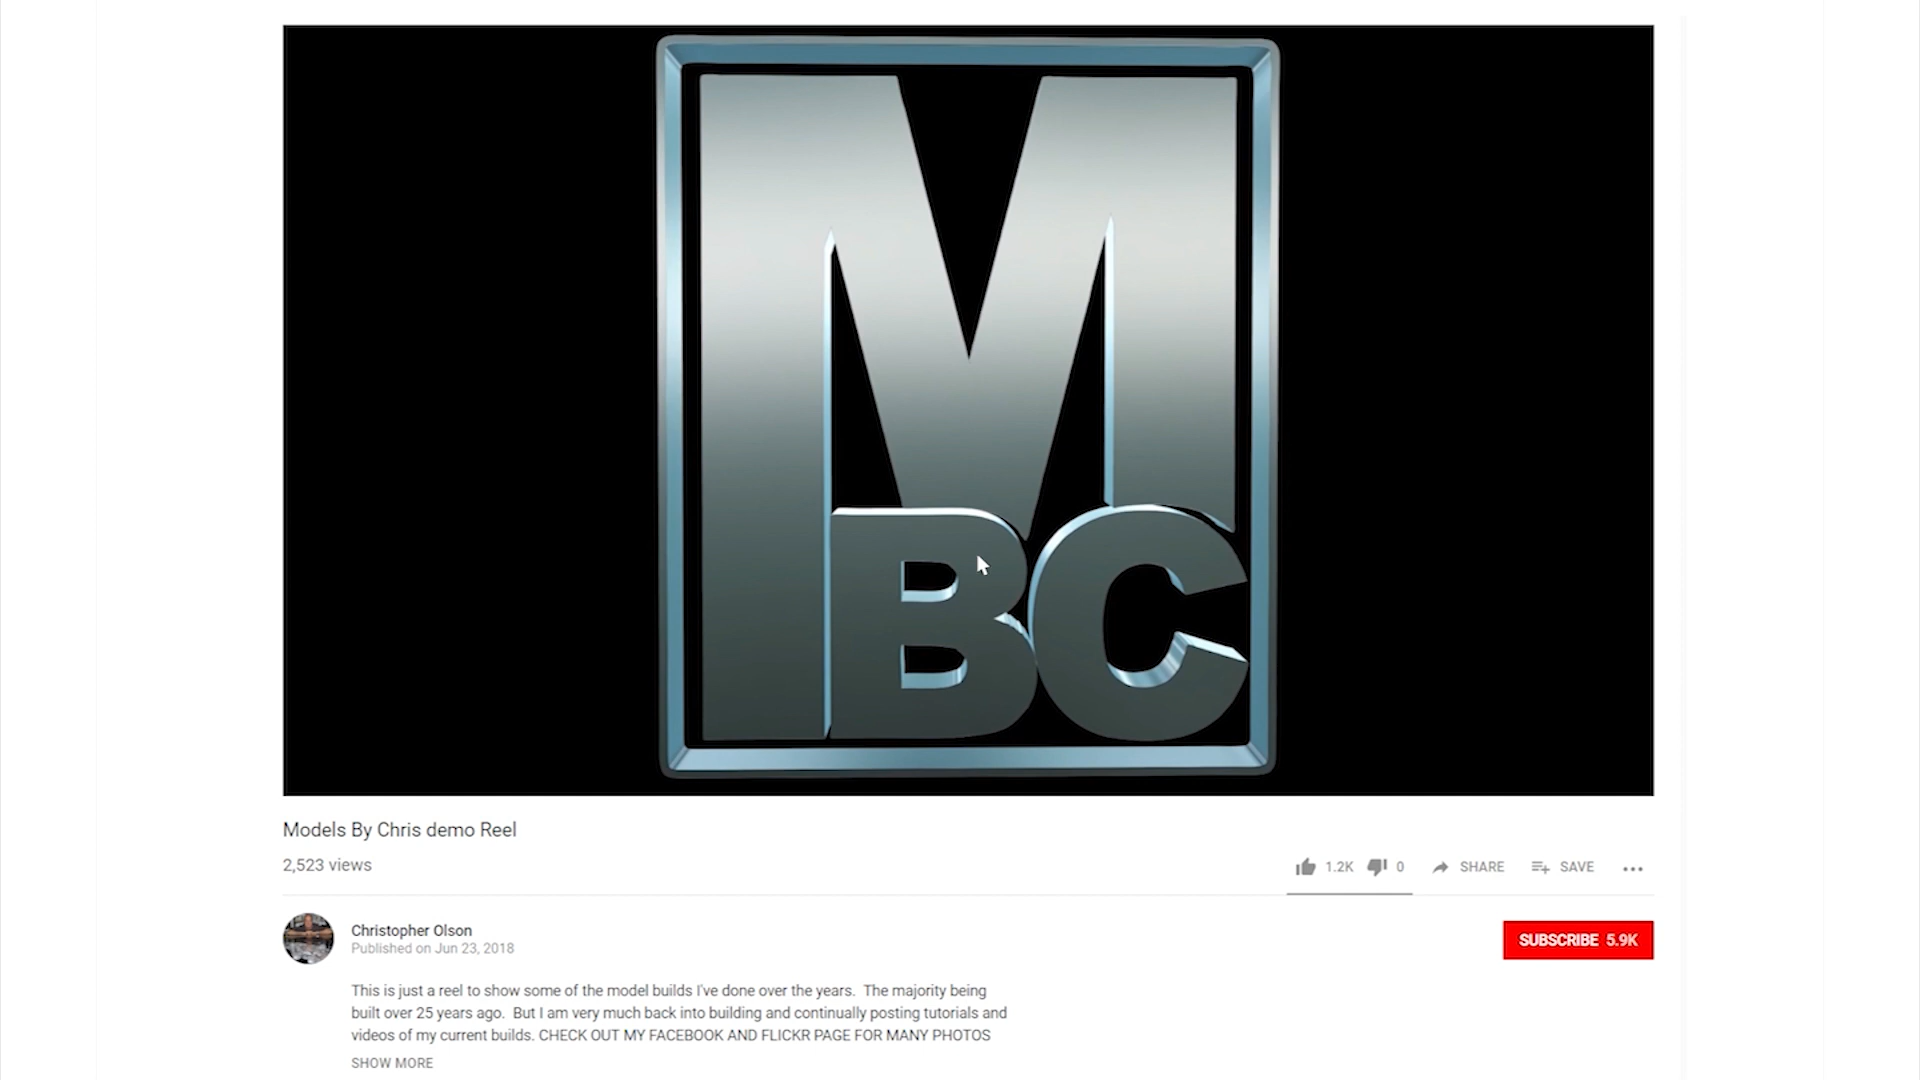 MBC
Models By Chris demo Reel
2,523 views
1.2K 0 SHARE SAVE
Christopher Olson
Published on Jun 23, 2018
SUBSCRIBE 5.9K
This is just a reel to show some of the model builds I've done over the years. The majority being
built over 25 years ago. But I am very much back into building and continually posting tutorials and
videos of my current builds. CHECK OUT MY FACEBOOK AND FLICKR PAGE FOR MANY PHOTOS
SHOW MORE